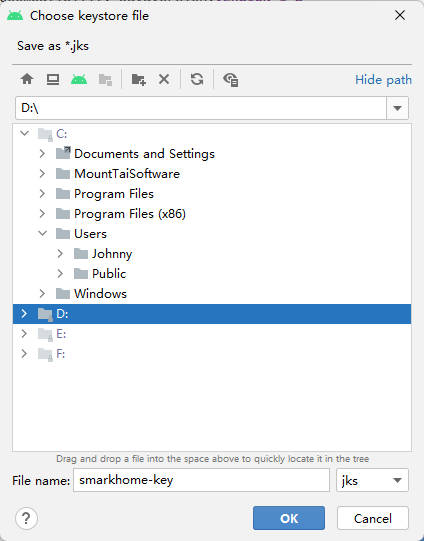 Choose keystore file
Save as *.jks
Hide path
D:\
C:
Documents and Settings
MountTaiSoftware
Program Files
Program Files (x86)
Users
Johnny
Public
Windows
D:
E:
F:
Drag and drop a file into the space above to quickly locate it in the tree
File name: smarkhome-key jks
? OK Cancel